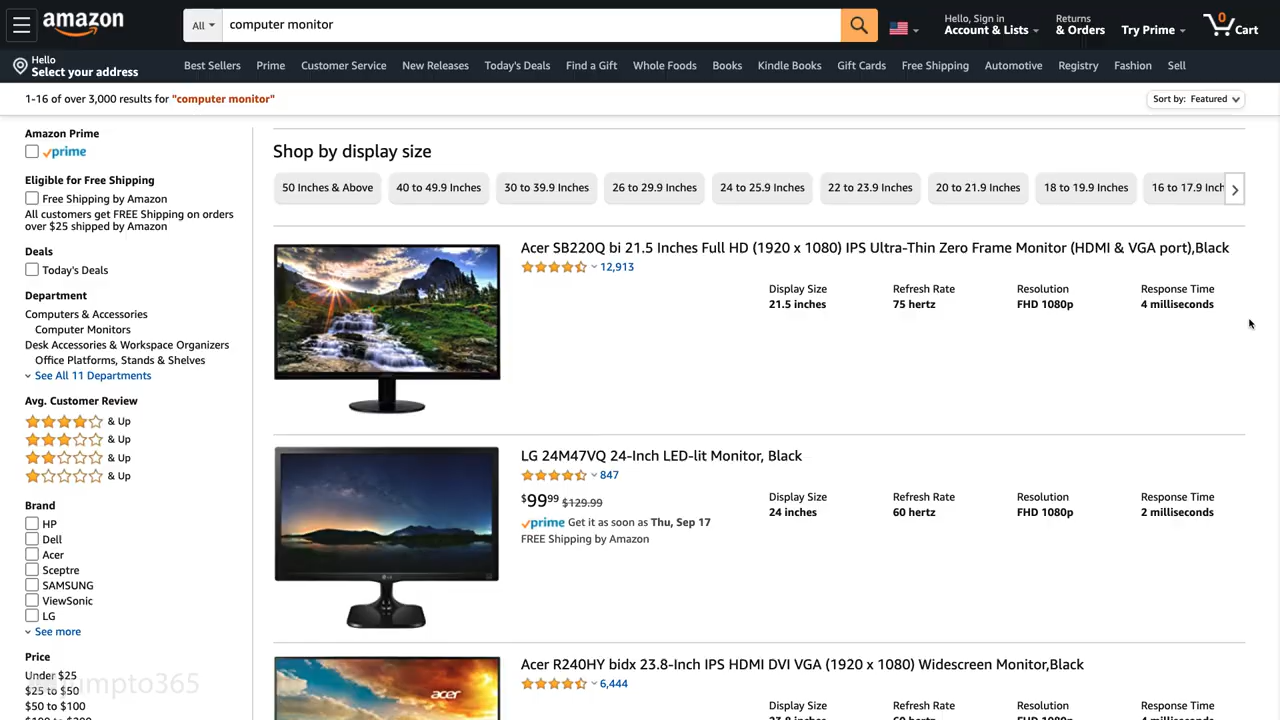 amazon
All
computer monitor
Hello, Sign in
Account & Lists
Returns
& Orders
Try Prime
0
Cart
Hello
Select your address
Best Sellers
Prime
Customer Service
New Releases
Today's Deals
Find a Gift
Whole Foods
Books
Kindle Books
Gift Cards
Free Shipping
Automotive
Registry
Fashion
Sell
1-16 of over 3,000 results for "computer monitor"
Sort by: Featured
Amazon Prime
prime
Eligible for Free Shipping
Free Shipping by Amazon
All customers get FREE Shipping on orders
over $25 shipped by Amazon
Deals
Today's Deals
Department
Computers & Accessories
Computer Monitors
Desk Accessories & Workspace Organizers
Office Platforms, Stands & Shelves
See All 11 Departments
Avg. Customer Review
& Up
& Up
& Up
& Up
Brand
HP
Dell
Acer
Sceptre
SAMSUNG
ViewSonic
LG
See more
Price
Under $25
$25 to $50
$50 to $100
Shop by display size
50 Inches & Above
40 to 49.9 Inches
30 to 39.9 Inches
26 to 29.9 Inches
24 to 25.9 Inches
22 to 23.9 Inches
20 to 21.9 Inches
18 to 19.9 Inches
16 to 17.9 Inch
Acer SB220Q bi 21.5 Inches Full HD (1920 x 1080) IPS Ultra-Thin Zero Frame Monitor (HDMI & VGA port),Black
12,913
Display Size
21.5 inches
Refresh Rate
75 hertz
Resolution
FHD 1080p
Response Time
4 milliseconds
LG 24M47VQ 24-Inch LED-lit Monitor, Black
847
$99.99 $129.99
prime Get it as soon as Thu, Sep 17
FREE Shipping by Amazon
Display Size
24 inches
Refresh Rate
60 hertz
Resolution
FHD 1080p
Response Time
2 milliseconds
LG
Acer R240HY bidx 23.8-Inch IPS HDMI DVI VGA (1920 x 1080) Widescreen Monitor,Black
6,444
Display Size
Refresh Rate
Resolution
Response Time
acer